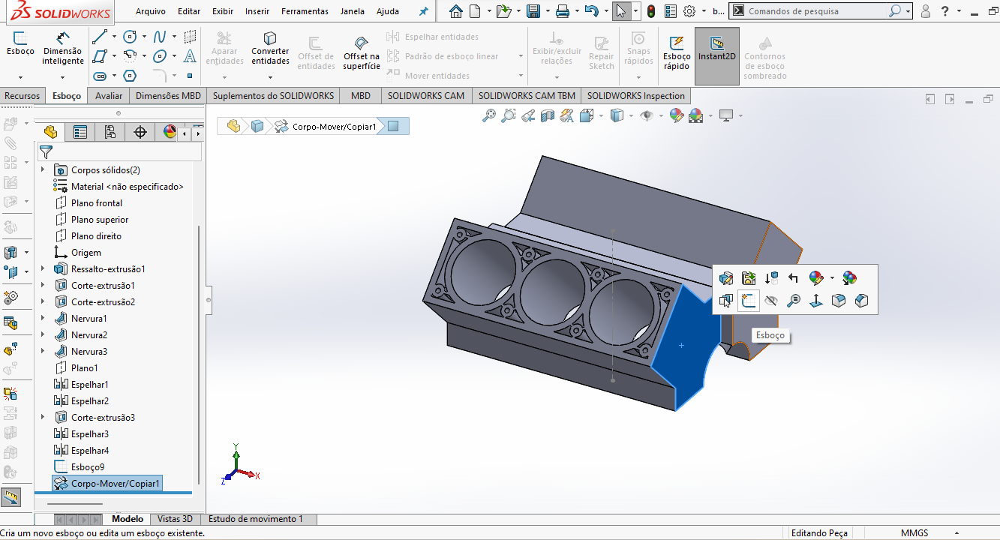 SOLIDWORKS
Arquivo Editar Exibir Inserir Ferramentas Janela Ajuda
b...
Comandos de pesquisa
?
Esboço
Dimensão inteligente
Aparar entidades
Converter entidades
Offset de entidades
Offset na superfície
Espelhar entidades
Padrão de esboço linear
Mover entidades
Exibir/excluir relações
Repair Sketch
Snaps rápidos
Esboço rápido
Instant2D
Contornos de esboço sombreado
Recursos Esboço Avaliar Dimensões MBD Suplementos do SOLIDWORKS MBD SOLIDWORKS CAM SOLIDWORKS CAM TBM SOLIDWORKS Inspection
Corpo-Mover/Copiar1
Corpos sólidos(2)
Material <não especificado>
Plano frontal
Plano superior
Plano direito
Origem
Ressalto-extrusão1
Corte-extrusão1
Corte-extrusão2
Nervura1
Nervura2
Nervura3
Plano1
Espelhar1
Espelhar2
Corte-extrusão3
Espelhar3
Espelhar4
Esboço9
Corpo-Mover/Copiar1
Esboço
Y
X
Z
Modelo Vistas 3D Estudo de movimento 1
Cria um novo esboço ou edita um esboço existente.
Editando Peça
MMGS